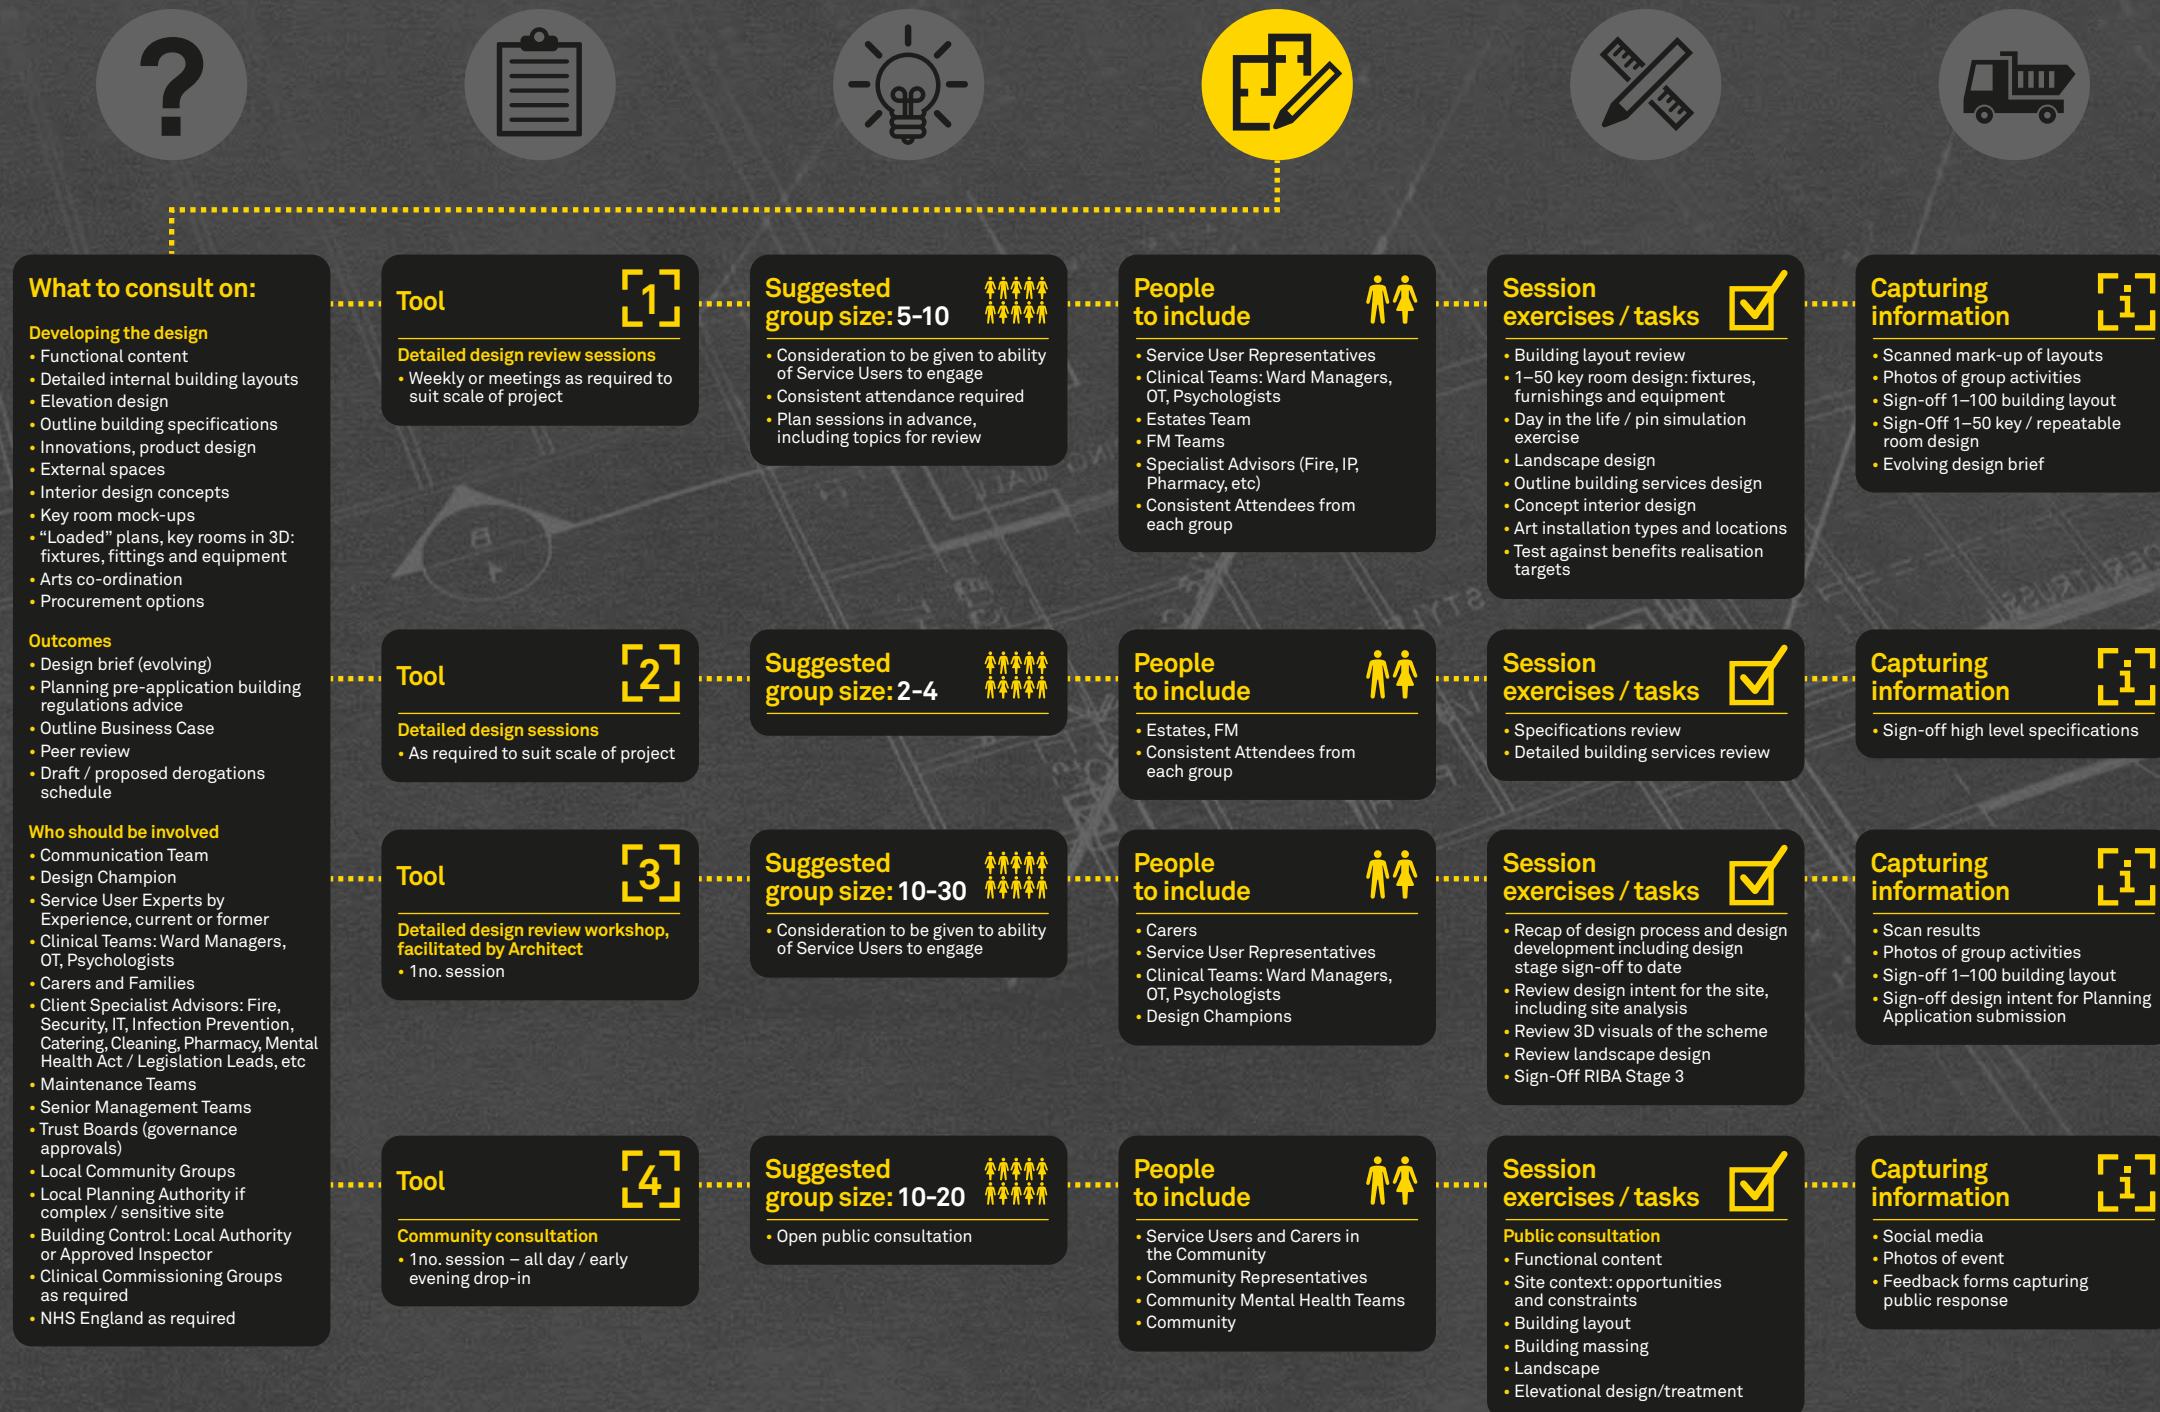 What to consult on:
Developing the design
• Functional content
• Detailed internal building layouts
• Elevation design
• Outline building specifications
• Innovations, product design
• External spaces
• Interior design concepts
• Key room mock-ups
• “Loaded” plans, key rooms in 3D:
fixtures, fittings and equipment
• Arts co-ordination
• Procurement options
Outcomes
• Design brief (evolving)
• Planning pre-application building
regulations advice
• Outline Business Case
• Peer review
• Draft / proposed derogations
schedule
Who should be involved
• Communication Team
• Design Champion
• Service User Experts by
Experience, current or former
• Clinical Teams: Ward Managers,
OT, Psychologists
• Carers and Families
• Client Specialist Advisors: Fire,
Security, IT, Infection Prevention,
Catering, Cleaning, Pharmacy, Mental
Health Act / Legislation Leads, etc
• Maintenance Teams
• Senior Management Teams
• Trust Boards (governance
approvals)
• Local Community Groups
• Local Planning Authority if
complex / sensitive site
• Building Control: Local Authority
or Approved Inspector
• Clinical Commissioning Groups
as required
• NHS England as required
Tool 1
Detailed design review sessions
• Weekly or meetings as required to
suit scale of project
Suggested
group size: 5-10
• Consideration to be given to ability
of Service Users to engage
• Consistent attendance required
• Plan sessions in advance,
including topics for review
People
to include
• Service User Representatives
• Clinical Teams: Ward Managers,
OT, Psychologists
• Estates Team
• FM Teams
• Specialist Advisors (Fire, IP,
Pharmacy, etc)
• Consistent Attendees from
each group
Session
exercises / tasks
• Building layout review
• 1–50 key room design: fixtures,
furnishings and equipment
• Day in the life / pin simulation
exercise
• Landscape design
• Outline building services design
• Concept interior design
• Art installation types and locations
• Test against benefits realisation
targets
Capturing
information
• Scanned mark-up of layouts
• Photos of group activities
• Sign-off 1–100 building layout
• Sign-Off 1–50 key / repeatable
room design
• Evolving design brief
Tool 2
Detailed design sessions
• As required to suit scale of project
Suggested
group size: 2-4
People
to include
• Estates, FM
• Consistent Attendees from
each group
Session
exercises / tasks
• Specifications review
• Detailed building services review
Capturing
information
• Sign-off high level specifications
Tool 3
Detailed design review workshop,
facilitated by Architect
• 1no. session
Suggested
group size: 10-30
• Consideration to be given to ability
of Service Users to engage
People
to include
• Carers
• Service User Representatives
• Clinical Teams: Ward Managers,
OT, Psychologists
• Design Champions
Session
exercises / tasks
• Recap of design process and design
development including design
stage sign-off to date
• Review design intent for the site,
including site analysis
• Review 3D visuals of the scheme
• Review landscape design
• Sign-Off RIBA Stage 3
Capturing
information
• Scan results
• Photos of group activities
• Sign-off 1–100 building layout
• Sign-off design intent for Planning
Application submission
Tool 4
Community consultation
• 1no. session – all day / early
evening drop-in
Suggested
group size: 10-20
• Open public consultation
People
to include
• Service Users and Carers in
the Community
• Community Representatives
• Community Mental Health Teams
• Community
Session
exercises / tasks
Public consultation
• Functional content
• Site context: opportunities
and constraints
• Building layout
• Building massing
• Landscape
• Elevational design/treatment
Capturing
information
• Social media
• Photos of event
• Feedback forms capturing
public response